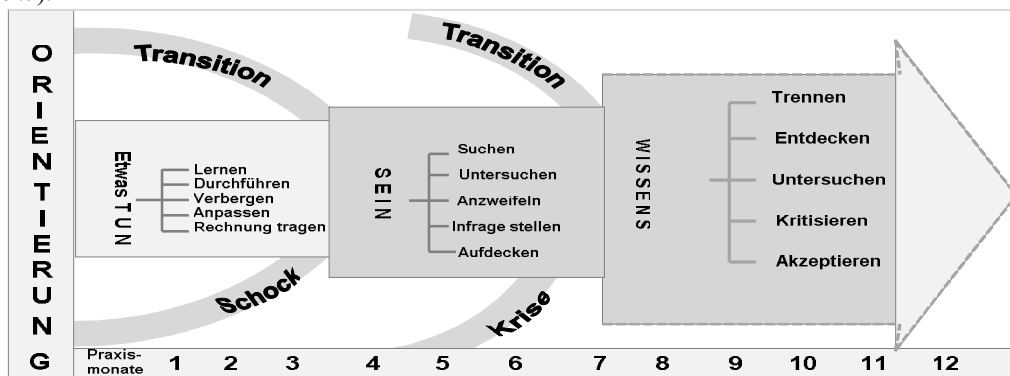 ORIENTIERUNG
Transition
Schock
Etwas TUN
Lernen
Durchführen
Verbergen
Anpassen
Rechnung tragen
Transition
Krise
SEIN
Suchen
Untersuchen
Anzweifeln
Infrage stellen
Aufdecken
WISSENS
Trennen
Entdecken
Untersuchen
Kritisieren
Akzeptieren
Praxis-
monate
1 2 3 4 5 6 7 8 9 10 11 12